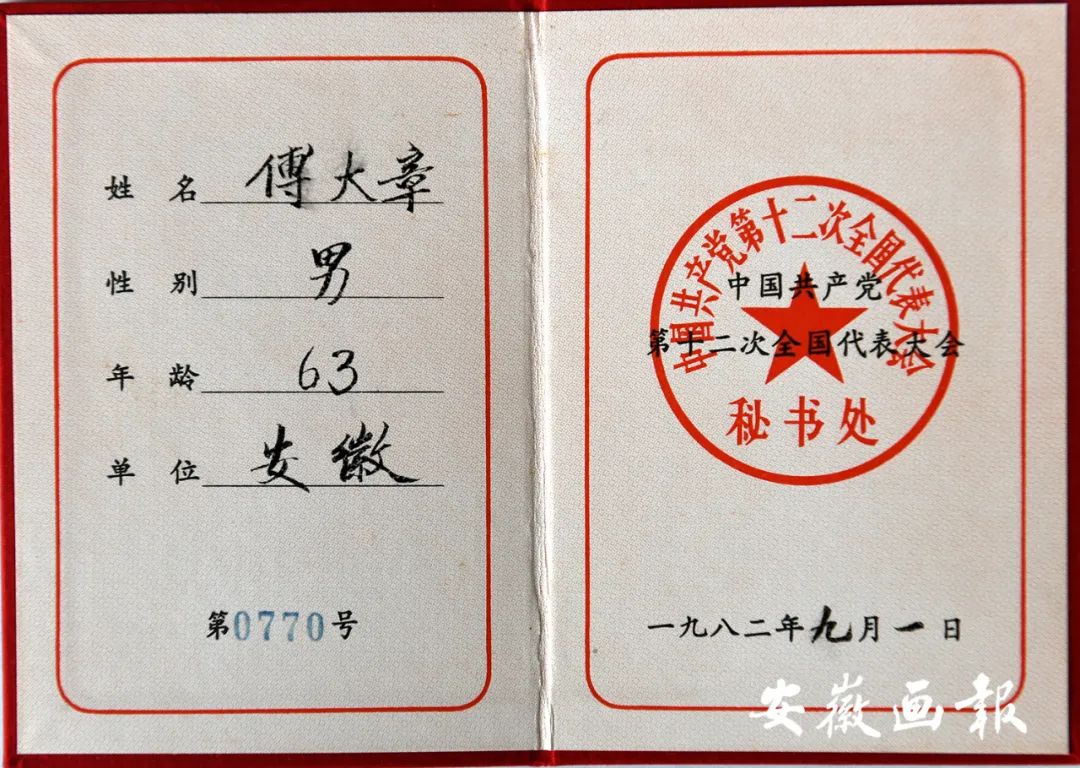 姓 名 傅大章
性 别 男
年 龄 63
单 位 安徽
第0770号
中国共产党第十二次全国代表大会
中国共产党
第十二次全国代表大会
秘书处
一九八二年九月一日
安徽画報